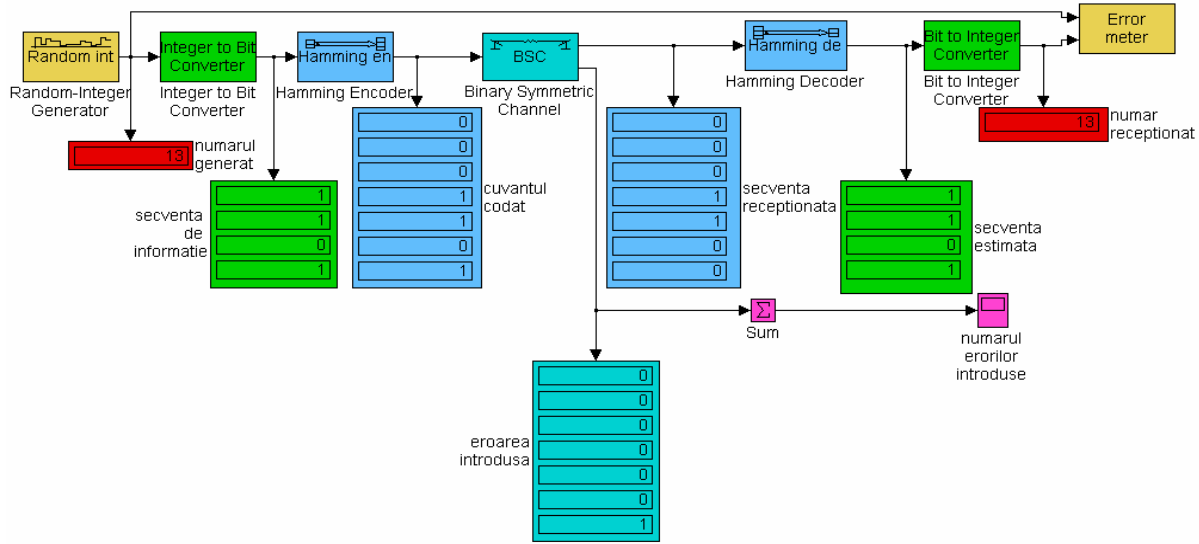 Random int
Random-Integer
Generator
Integer to Bit
Converter
Integer to Bit
Converter
Hamming en
Hamming Encoder
BSC
Binary Symmetric
Channel
Hamming de
Hamming Decoder
Bit to Integer
Converter
Bit to Integer
Converter
Error
meter
13
numarul
generat
secventa
de
informatie
1
1
0
1
0
0
0
1
1
0
1
cuvantul
codat
0
0
0
1
1
0
0
secventa
receptionata
1
1
0
1
secventa
estimata
13
numar
receptionat
Σ
Sum
numarul
erorilor
introduse
eroarea
introdusa
0
0
0
0
0
0
1